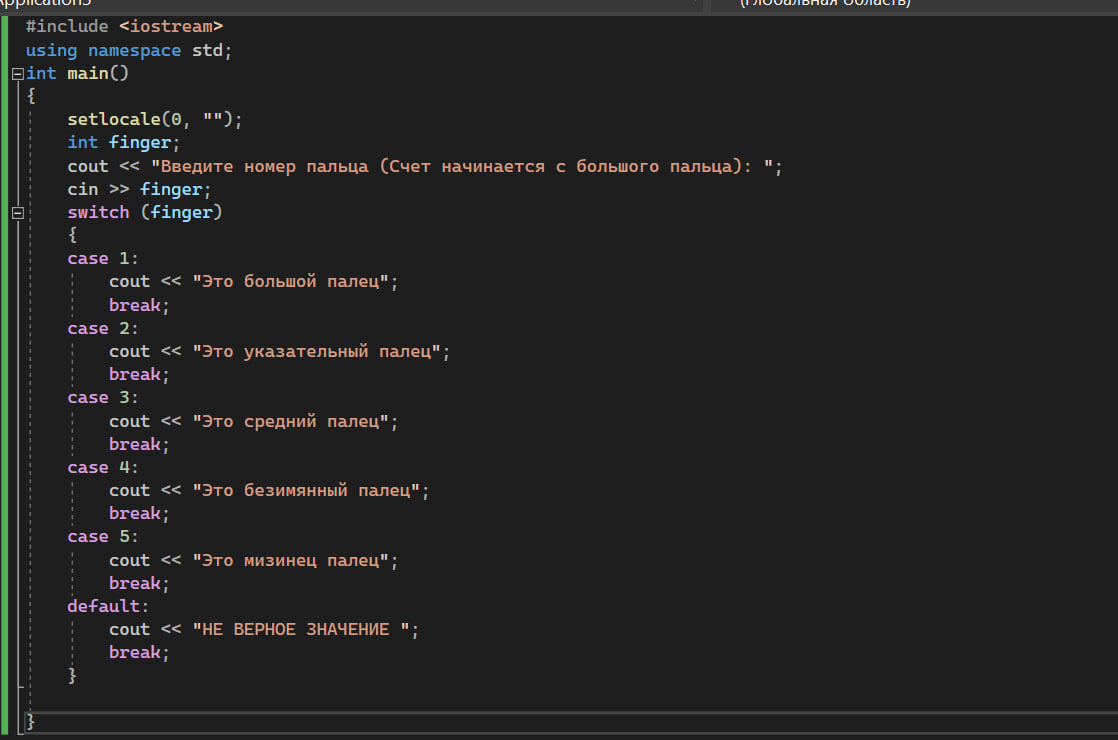 (Глобальная область)
#include <iostream>
using namespace std;
int main()
{
setlocale(0, "");
int finger;
cout << "Введите номер пальца (Счет начинается с большого пальца): ";
cin >> finger;
switch (finger)
{
case 1:
cout << "Это большой палец";
break;
case 2:
cout << "Это указательный палец";
break;
case 3:
cout << "Это средний палец";
break;
case 4:
cout << "Это безимянный палец";
break;
case 5:
cout << "Это мизинец палец";
break;
default:
cout << "НЕ ВЕРНОЕ ЗНАЧЕНИЕ ";
break;
}
}